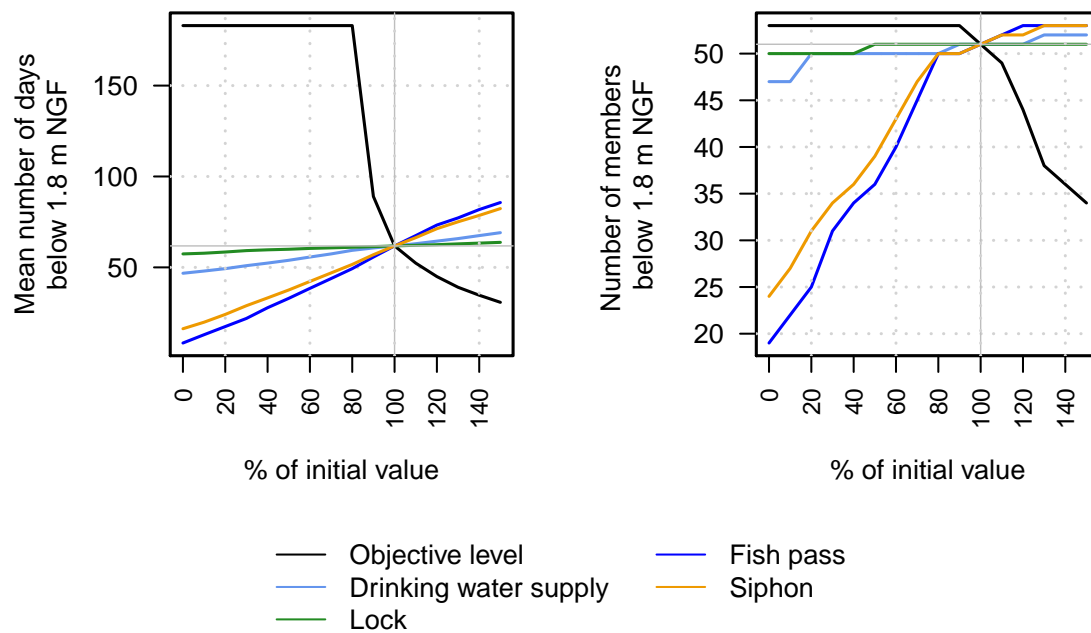 Mean number of days
below 1.8 m NGF
150
100
50
0
20
40
60
80
100
120
140
% of initial value
Number of members
below 1.8 m NGF
50
45
40
35
30
25
20
0
20
40
60
80
100
120
140
% of initial value
Objective level
Drinking water supply
Lock
Fish pass
Siphon